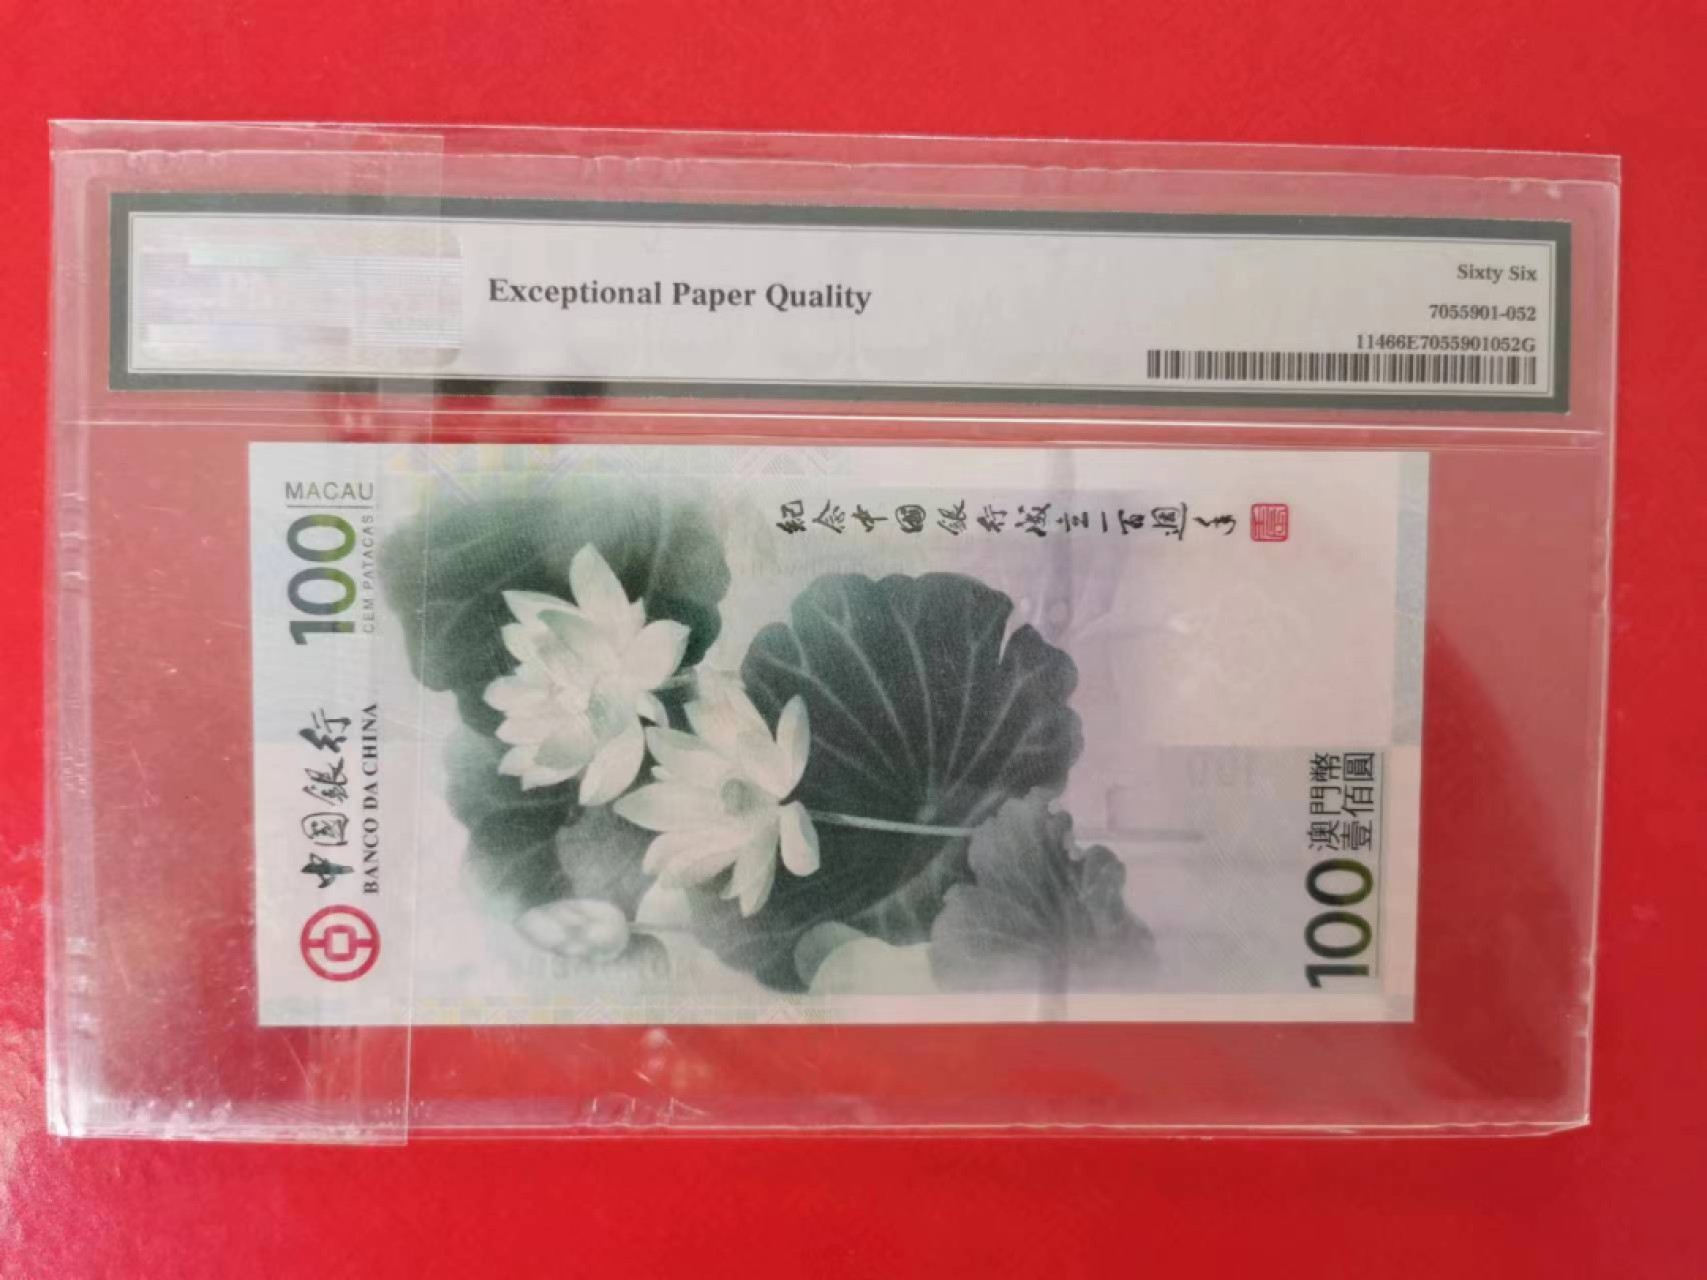 Exceptional Paper Quality
Sixty Six
7055901-052
11466E7055901052G
MACAU
100
CEM PATACAS
紀念中國銀行成立一百週年
中國銀行
BANCO DA CHINA
澳門幣
壹佰圓
100